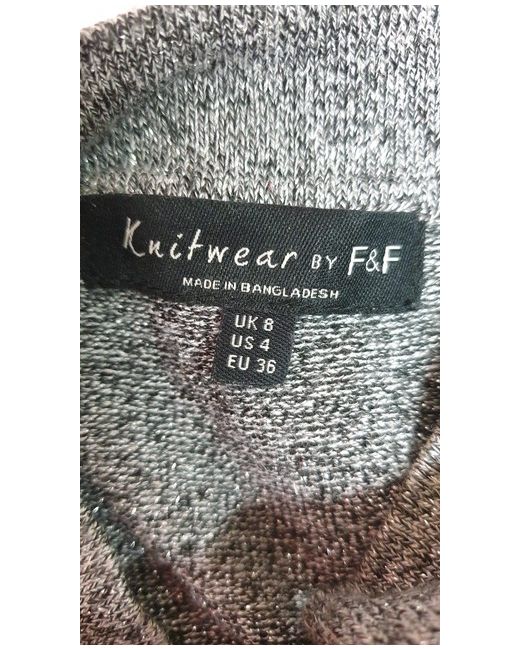 Knitwear BY F&F
MADE IN BANGLADESH
UK 8
US 4
EU 36